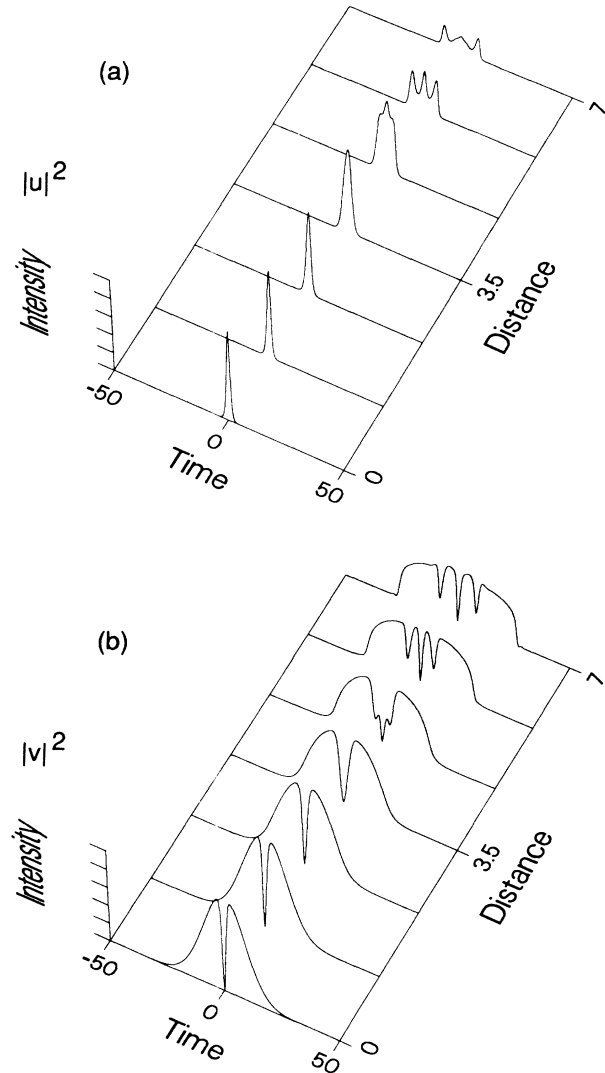 (a)
|u|²
Intensity
-50
0
50
Time
0
3.5
7
Distance
(b)
|v|²
Intensity
-50
0
50
Time
0
3.5
7
Distance